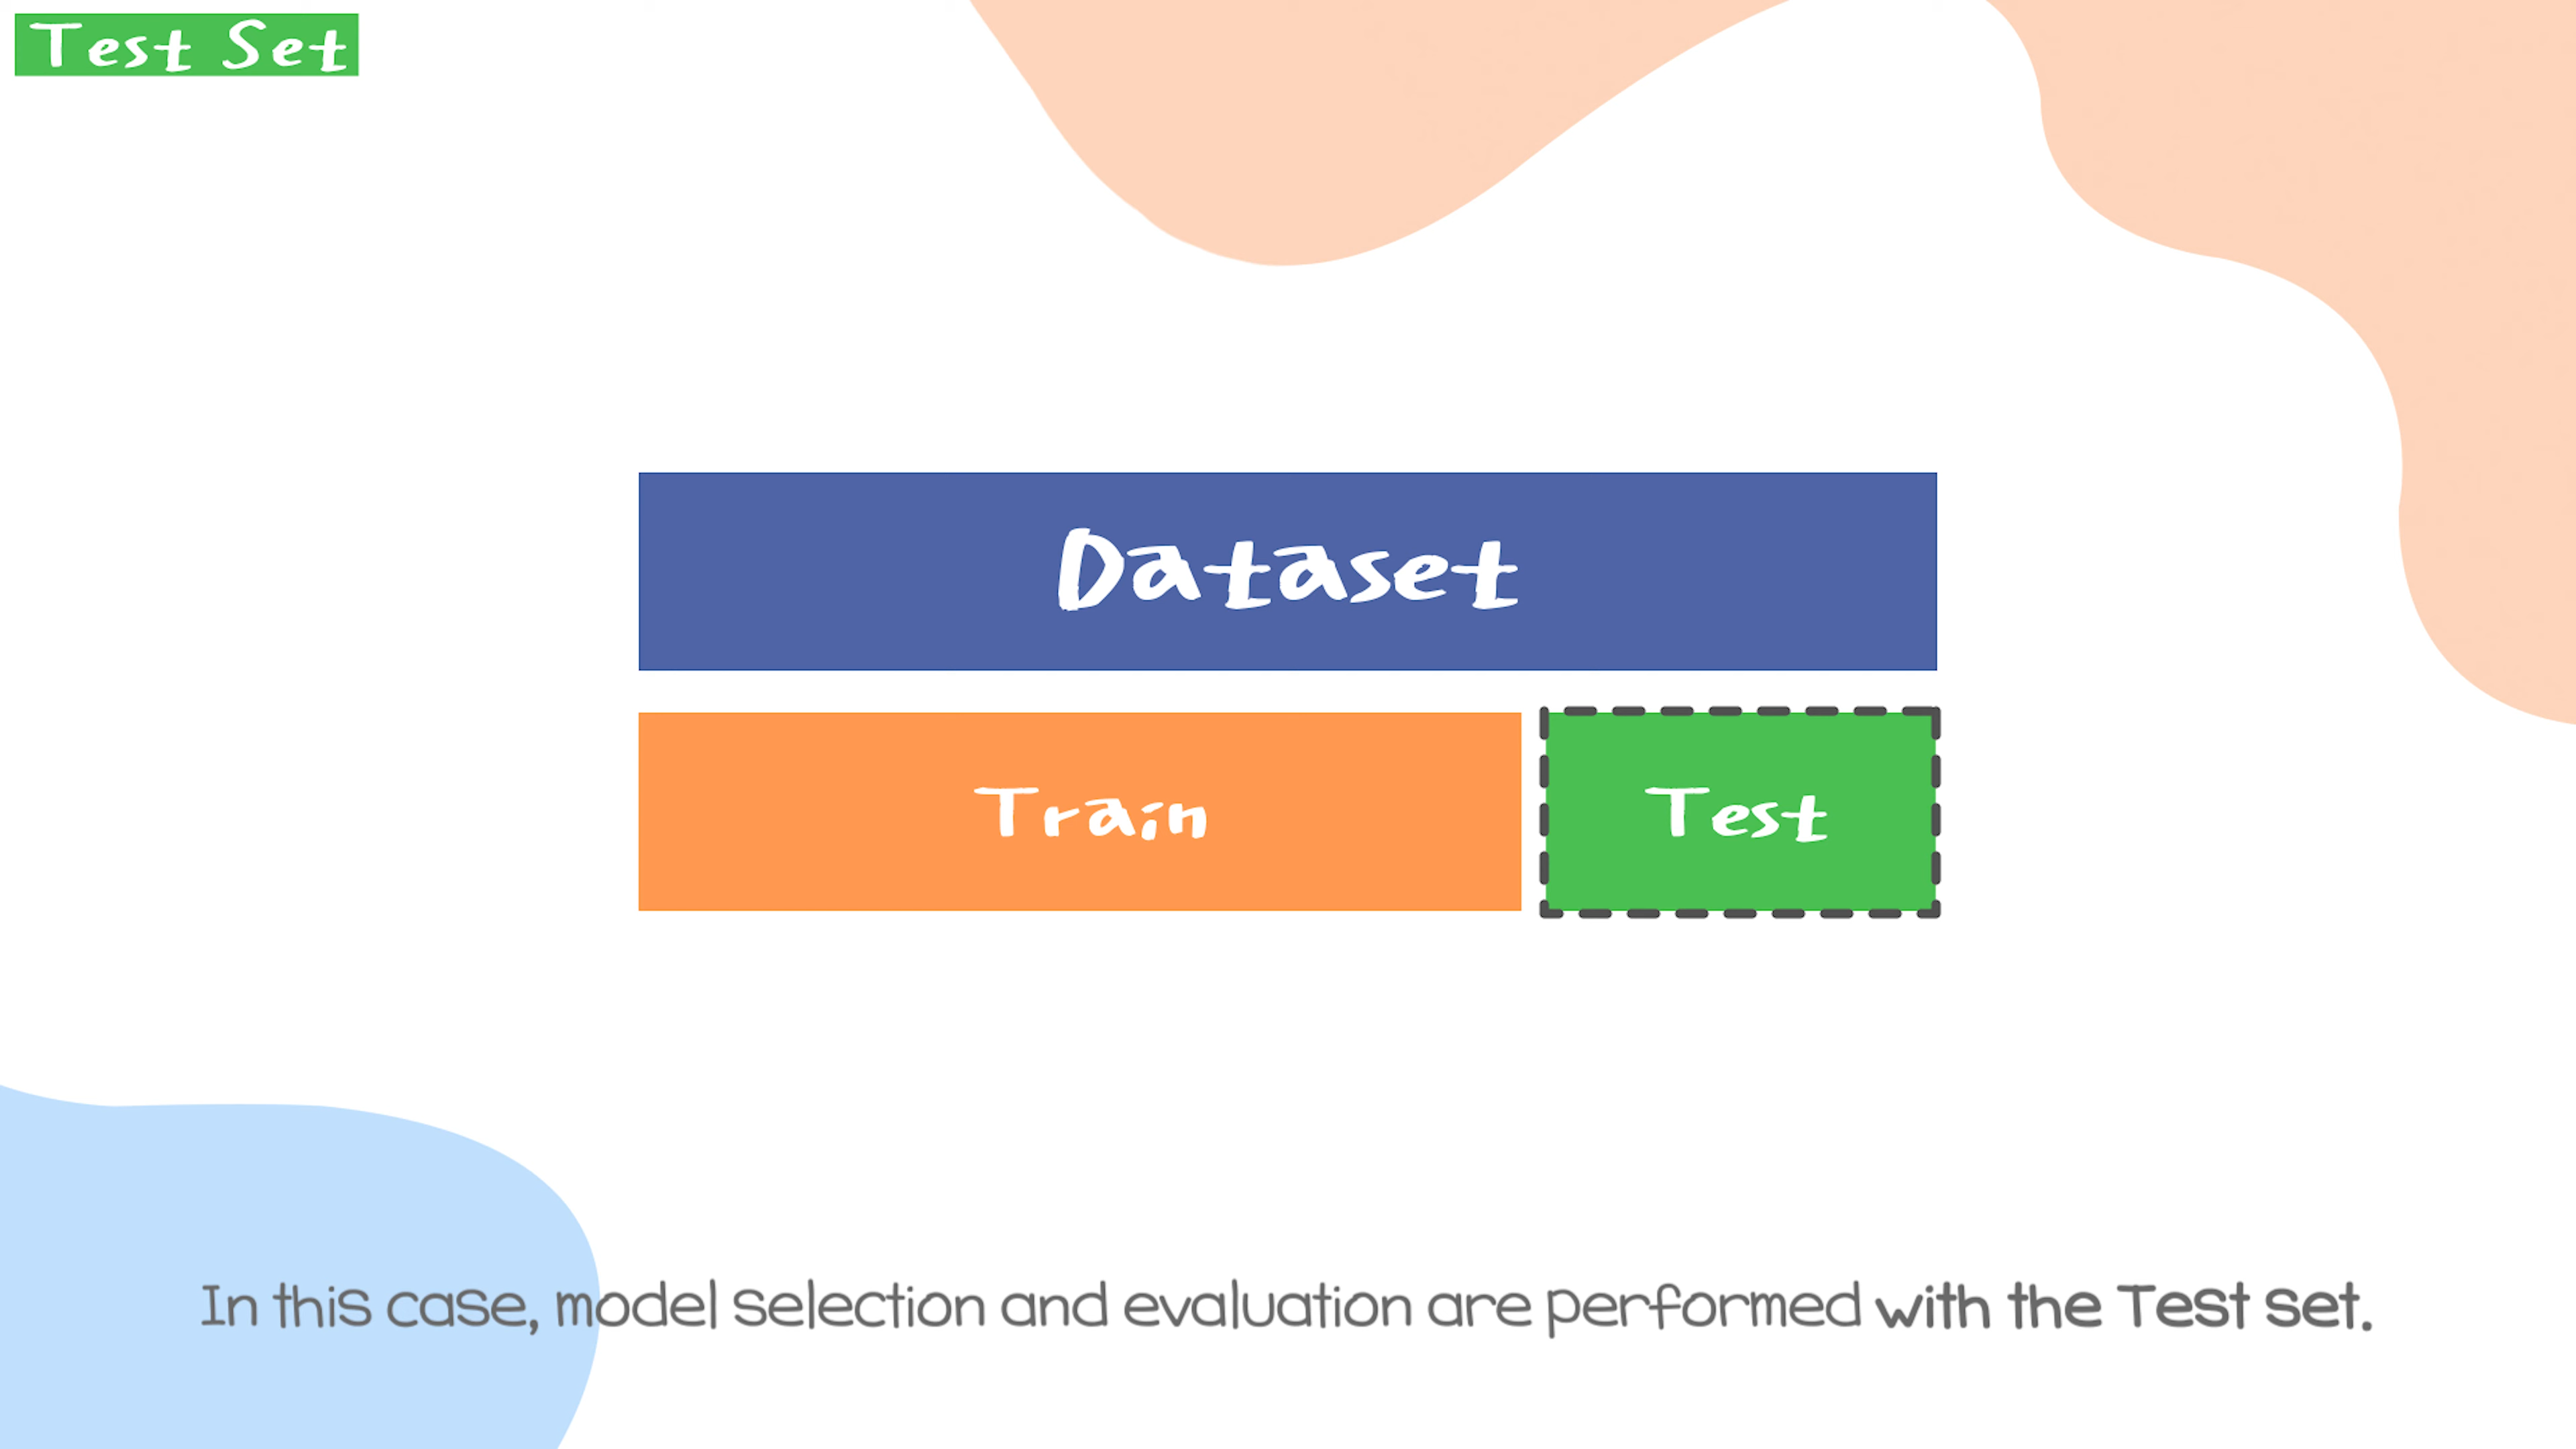 Test Set
Dataset
Train
Test
In this case, model selection and evaluation are performed with the Test set.